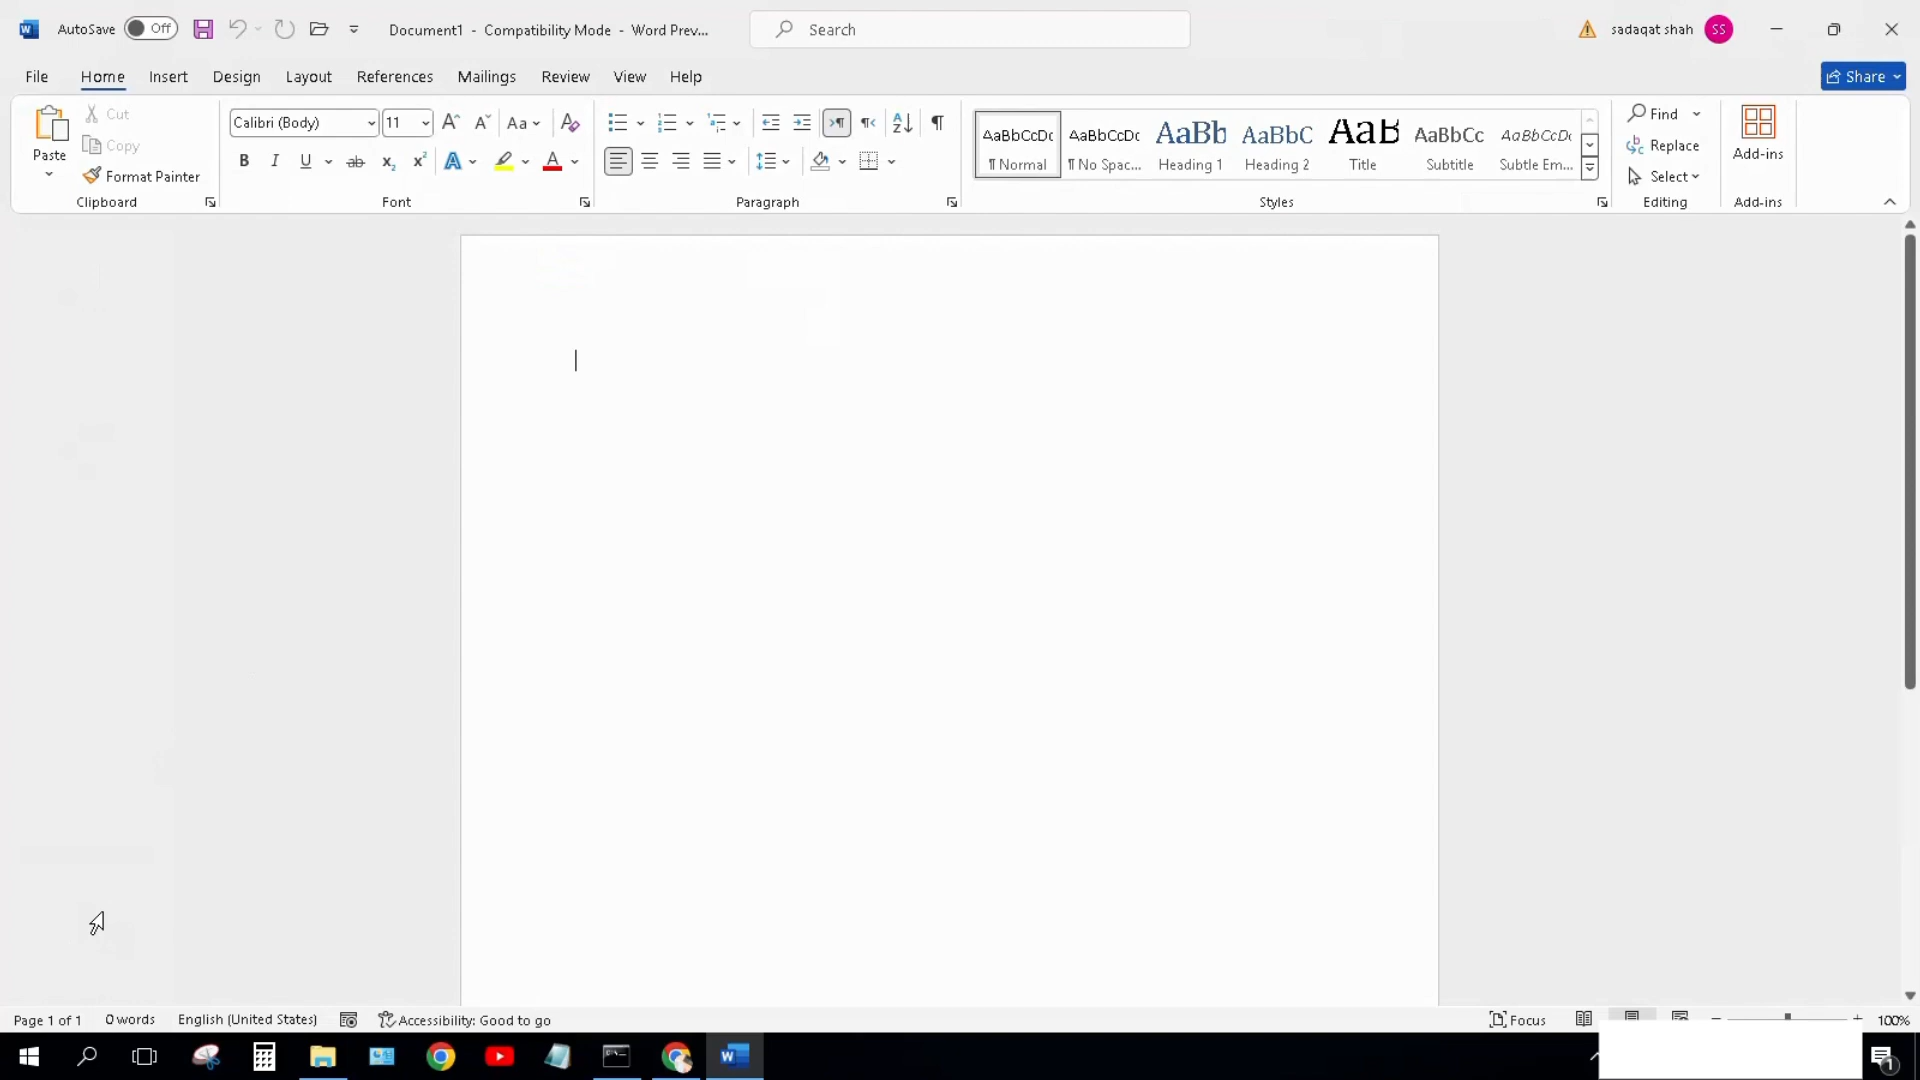 AutoSave Off Document1 - Compatibility Mode - Word Prev... Search sadaqat shah SS
File Home Insert Design Layout References Mailings Review View Help Share
Paste Cut Copy Format Painter Clipboard
Calibri (Body) 11 Aa Font
Paragraph
AaBbCcDc AaBbCcDc AaBb AaBbC AaB AaBbCc AaBbCcDc
¶ Normal ¶ No Spac... Heading 1 Heading 2 Title Subtitle Subtle Em...
Styles
Find
Replace
Select
Editing
Add-ins
Add-ins
Page 1 of 1 0 words English (United States) Accessibility: Good to go Focus 100%
1